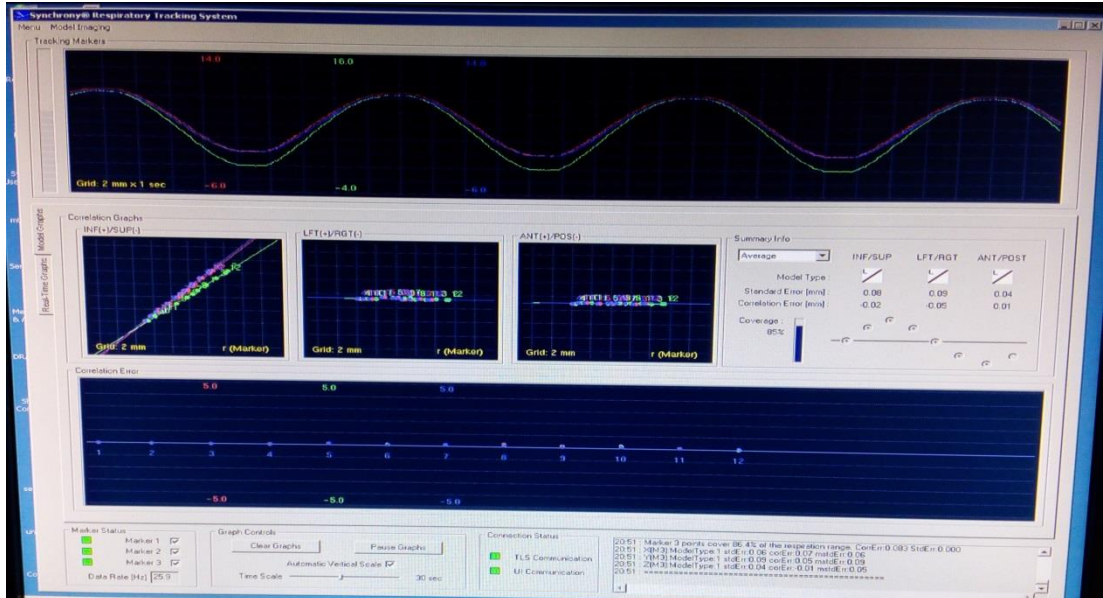 Synchrony® Respiratory Tracking System
Menu Model Imaging
Tracking Markers
14.0 16.0 14.0
Grid: 2 mm x 1 sec -6.0 -4.0 -6.0
Real-Time Graphs Model Graphs
Correlation Graphs
INF(+)/SUP(-) LFT(+)/RGT(-) ANT(+)/POS(-)
Grid: 2 mm r (Marker) Grid: 2 mm r (Marker) Grid: 2 mm r (Marker)
Summary Info
Average INF/SUP LFT/RGT ANT/POST
Model Type
Standard Error [mm] : 0.08 0.09 0.04
Correlation Error [mm] : -0.02 -0.05 0.01
Coverage :
85%
Correlation Error
5.0 5.0 5.0
1 2 3 4 5 6 7 8 9 10 11 12
-5.0 -5.0 -5.0
Marker Status
Marker 1
Marker 2
Marker 3
Data Rate [Hz] 25.9
Graph Controls
Clear Graphs Pause Graphs
Automatic Vertical Scale
Time Scale 30 sec
Connection Status
TLS Communication
UI Communication
20:51 : Marker 3 points cover 86.4% of the respiration range. CorrErr:0.083 StdErr:0.000
20:51 : X(M3) ModelType:1 stdErr:0.06 corErr:0.07 mstdErr:0.06
20:51 : Y(M3) ModelType:1 stdErr:0.09 corErr:0.05 mstdErr:0.09
20:51 : Z(M3) ModelType:1 stdErr:0.04 corErr:-0.01 mstdErr:0.05
20:51 : ========================================